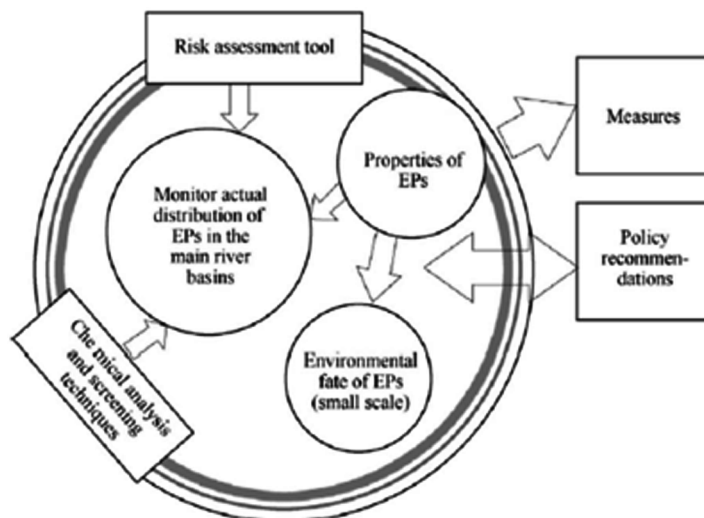 Risk assessment tool
Properties of
EPs
Measures
Monitor actual
distribution of
EPs in the
main river
basins
Policy
recommen-
dations
Che mical analysis
and screening
techniques
Environmental
fate of EPs
(small scale)